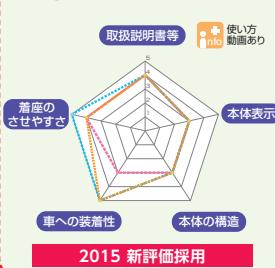 取扱説明書等
info
使い方
動画あり
5
4
3
2
1
着座の
させやすさ
本体表示
車への装着性
本体の構造
2015 新評価採用